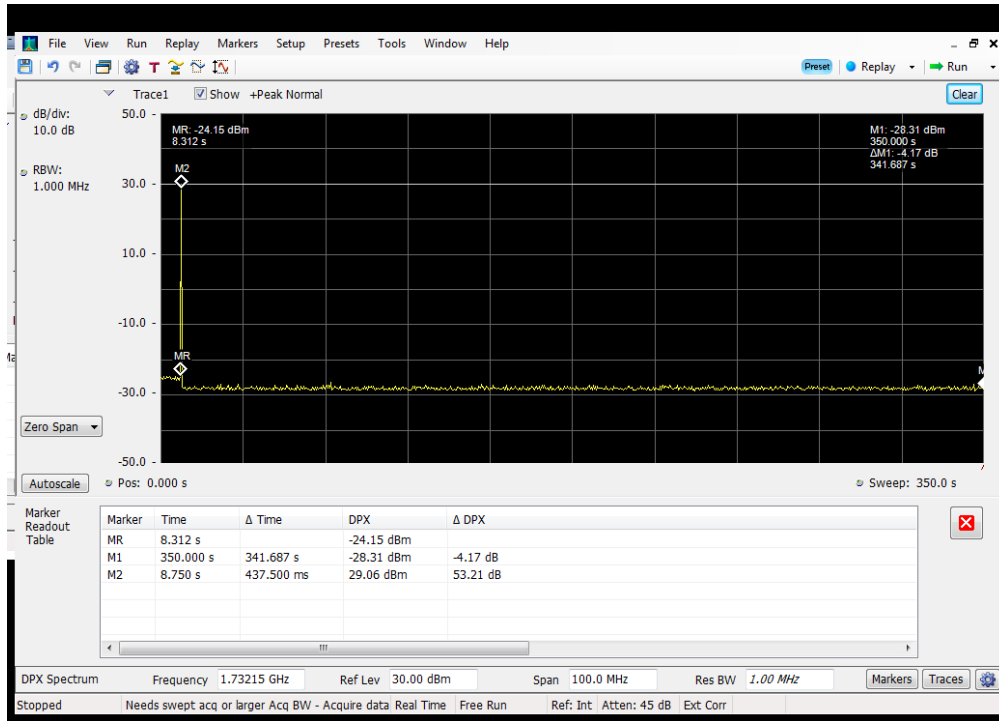 File View Run Replay Markers Setup Presets Tools Window Help
T Preset Replay Run
Trace1 Show +Peak Normal Clear
dB/div:
10.0 dB
RBW:
1.000 MHz
50.0
30.0
10.0
-10.0
-30.0
-50.0
MR: -24.15 dBm
8.312 s
M1: -28.31 dBm
350.000 s
ΔM1: -4.17 dB
341.687 s
M2
MR
M
Zero Span
Autoscale Pos: 0.000 s Sweep: 350.0 s
Marker
Readout
Table
Marker Time Δ Time DPX Δ DPX
MR 8.312 s -24.15 dBm
M1 350.000 s 341.687 s -28.31 dBm -4.17 dB
M2 8.750 s 437.500 ms 29.06 dBm 53.21 dB
DPX Spectrum Frequency 1.73215 GHz Ref Lev 30.00 dBm Span 100.0 MHz Res BW 1.00 MHz Markers Traces
Stopped Needs swept acq or larger Acq BW - Acquire data Real Time Free Run Ref: Int Atten: 45 dB Ext Corr